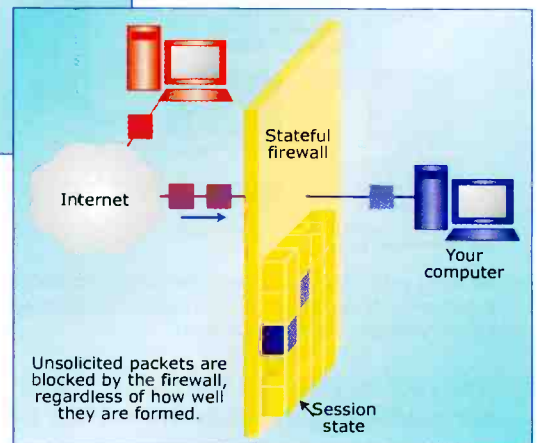 Stateful
firewall
Internet
Your
computer
Unsolicited packets are
blocked by the firewall,
regardless of how well
they are formed.
Session
state